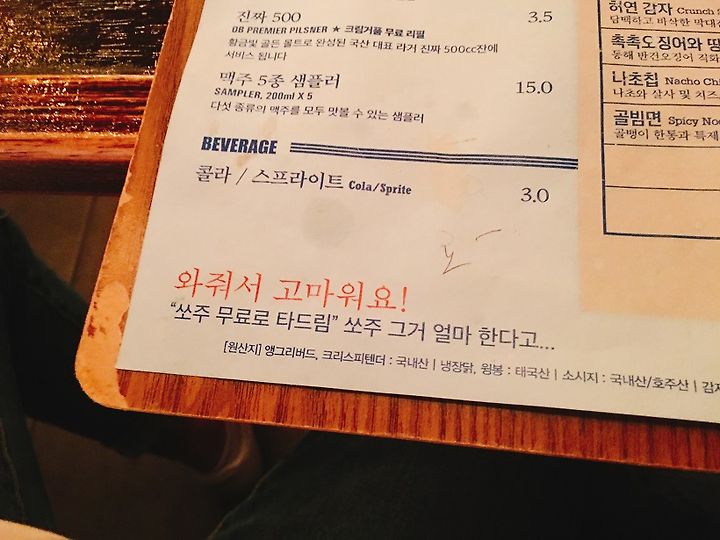 진짜 500 3.5
OB PREMIER PILSNER ★ 크림거품 무료 리필
황금빛 골든 몰트로 완성된 국산 대표 라거 진짜 500cc잔에
서비스 됩니다
맥주 5종 샘플러 15.0
SAMPLER, 200ml X 5
다섯 종류의 맥주를 모두 맛볼 수 있는 샘플러
BEVERAGE
콜라 / 스프라이트 Cola/Sprite 3.0
와줘서 고마워요!
“쏘주 무료로 타드림” 쏘주 그거 얼마 한다고...
[원산지] 앵그리버드, 크리스피텐더 : 국내산 | 냉장닭, 윙봉 : 태국산 | 소시지 : 국내산/호주산 | 감자
허연 감자 Crunch
담백하고 바삭한 막대
촉촉오징어와 땅
통해 반건오징어 직화
나초칩 Nacho Chi
나초와 살사 및 치즈
골빔면 Spicy Noo
골뱅이 한통과 특제